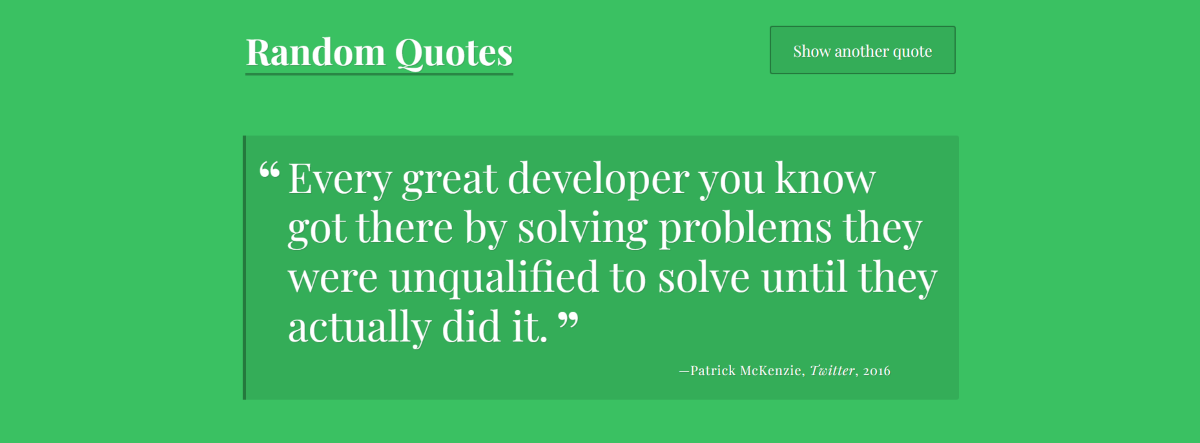 Random Quotes
Show another quote
“ Every great developer you know
got there by solving problems they
were unqualified to solve until they
actually did it. ”
—Patrick McKenzie, Twitter, 2016